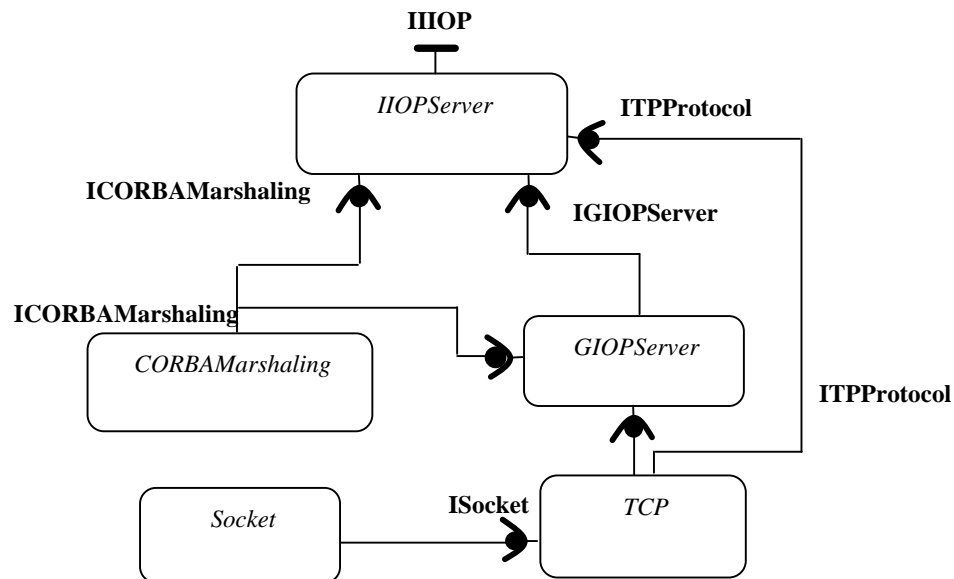 IIIOP
IIOPServer
ITPProtocol
ICORBAMarshaling
IGIOPServer
ICORBAMarshaling
CORBAMarshaling
GIOPServer
ITPProtocol
Socket
ISocket
TCP